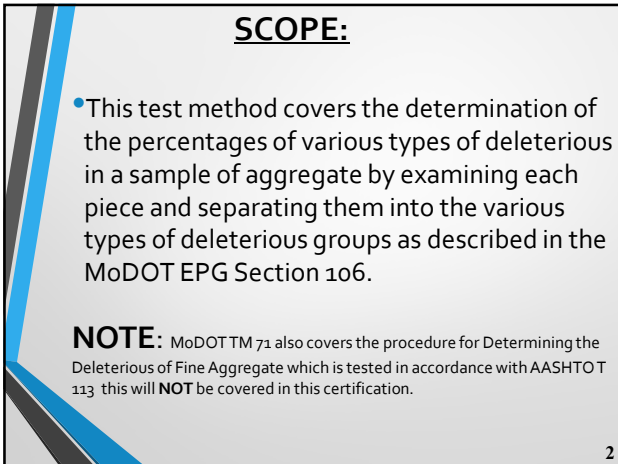 SCOPE:
•This test method covers the determination of
the percentages of various types of deleterious
in a sample of aggregate by examining each
piece and separating them into the various
types of deleterious groups as described in the
MoDOT EPG Section 106.
NOTE: MoDOT TM 71 also covers the procedure for Determining the
Deleterious of Fine Aggregate which is tested in accordance with AASHTO T
113 this will NOT be covered in this certification.
2